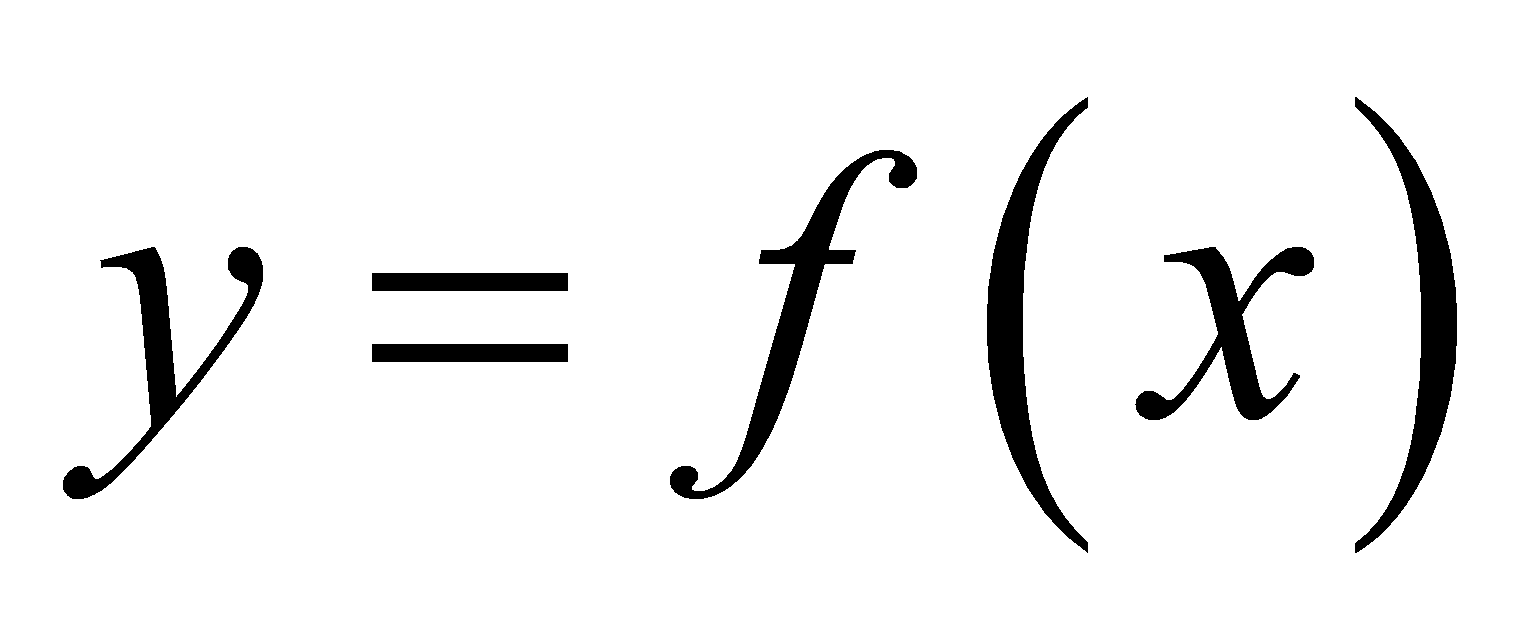 y = f(x)